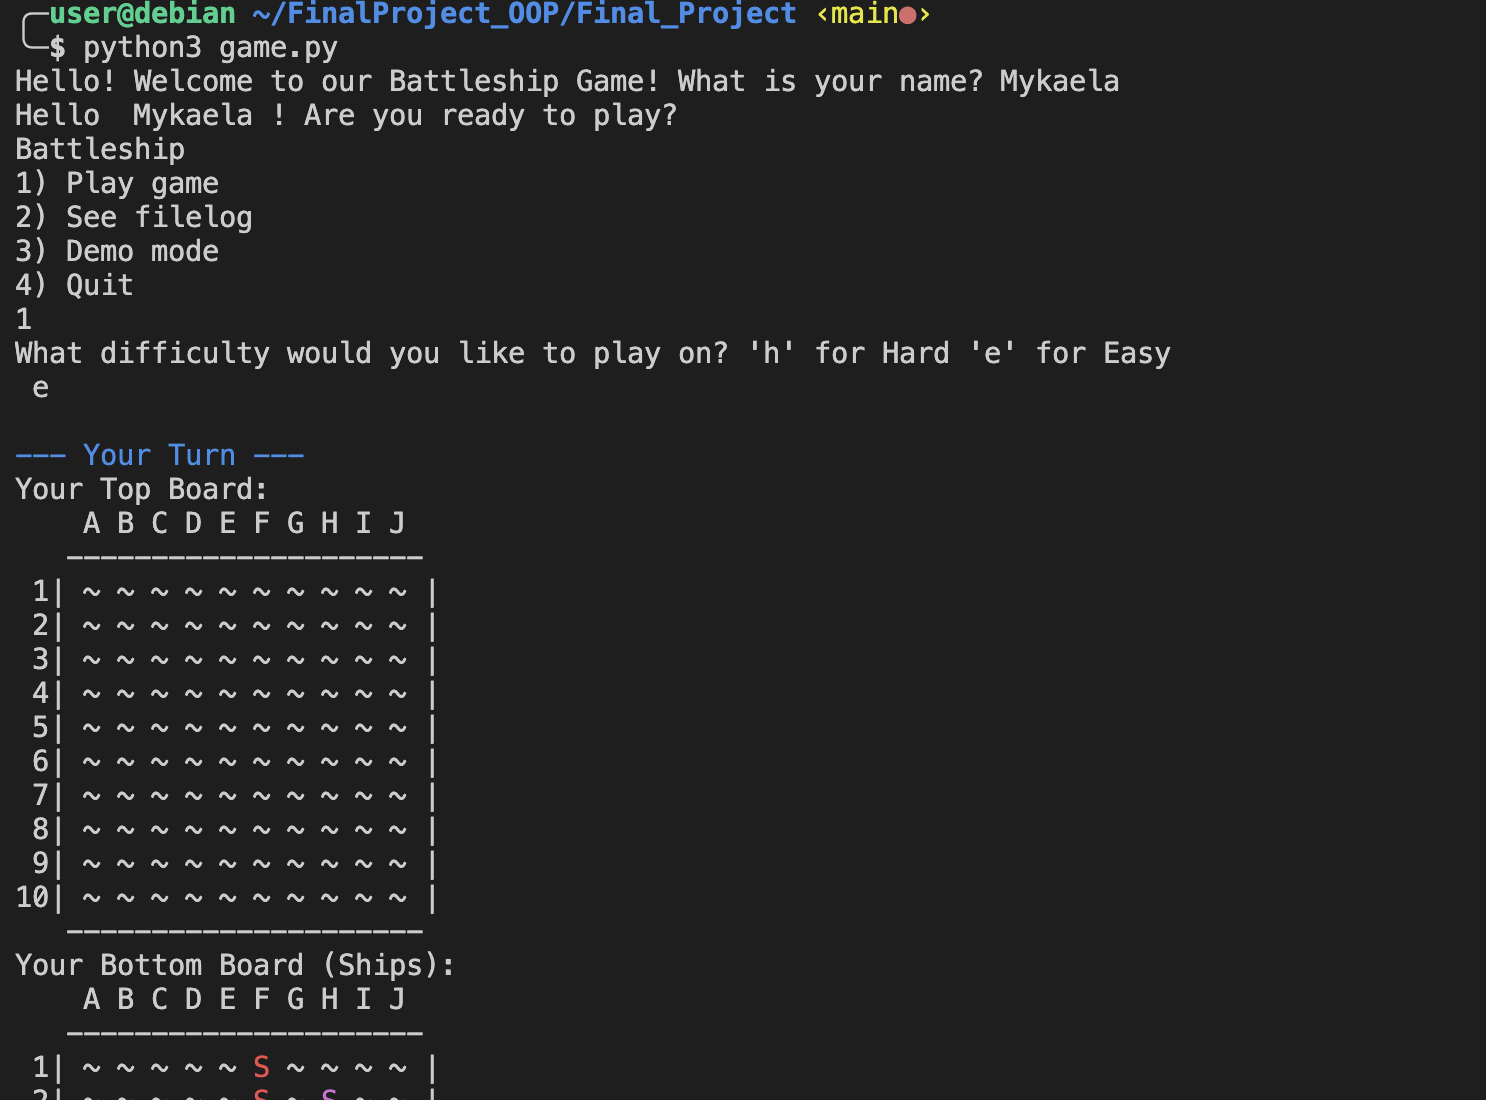 user@debian ~/FinalProject_OOP/Final_Project ‹main●›
$ python3 game.py
Hello! Welcome to our Battleship Game! What is your name? Mykaela
Hello  Mykaela ! Are you ready to play?
Battleship
1) Play game
2) See filelog
3) Demo mode
4) Quit
1
What difficulty would you like to play on? 'h' for Hard 'e' for Easy
 e
--- Your Turn ---
Your Top Board:
    A B C D E F G H I J
   ---------------------
 1| ~ ~ ~ ~ ~ ~ ~ ~ ~ ~ |
 2| ~ ~ ~ ~ ~ ~ ~ ~ ~ ~ |
 3| ~ ~ ~ ~ ~ ~ ~ ~ ~ ~ |
 4| ~ ~ ~ ~ ~ ~ ~ ~ ~ ~ |
 5| ~ ~ ~ ~ ~ ~ ~ ~ ~ ~ |
 6| ~ ~ ~ ~ ~ ~ ~ ~ ~ ~ |
 7| ~ ~ ~ ~ ~ ~ ~ ~ ~ ~ |
 8| ~ ~ ~ ~ ~ ~ ~ ~ ~ ~ |
 9| ~ ~ ~ ~ ~ ~ ~ ~ ~ ~ |
10| ~ ~ ~ ~ ~ ~ ~ ~ ~ ~ |
   ---------------------
Your Bottom Board (Ships):
    A B C D E F G H I J
   ---------------------
 1| ~ ~ ~ ~ ~ S ~ ~ ~ ~ |
 2| ~ ~ ~ ~ ~ S ~ S ~ ~ |